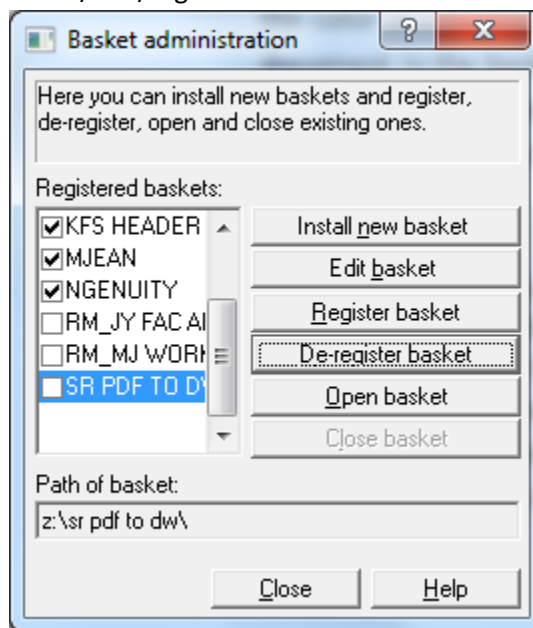 Basket administration
Here you can install new baskets and register,
de-register, open and close existing ones.
Registered baskets:
KFS HEADER
MJEAN
NGENUITY
RM_JY FAC
RM_MJ
SR PDF TO
Install new basket
Edit basket
Register basket
De-register basket
Open basket
Close basket
Path of basket:
z:\sr pdf to dw\
Close
Help